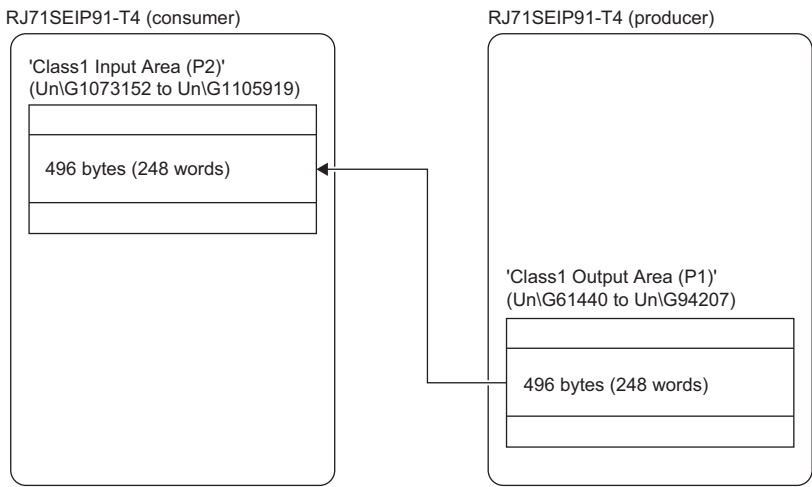 RJ71SEIP91-T4 (consumer)
'Class1 Input Area (P2)'
(Un\G1073152 to Un\G1105919)
496 bytes (248 words)
RJ71SEIP91-T4 (producer)
'Class1 Output Area (P1)'
(Un\G61440 to Un\G94207)
496 bytes (248 words)